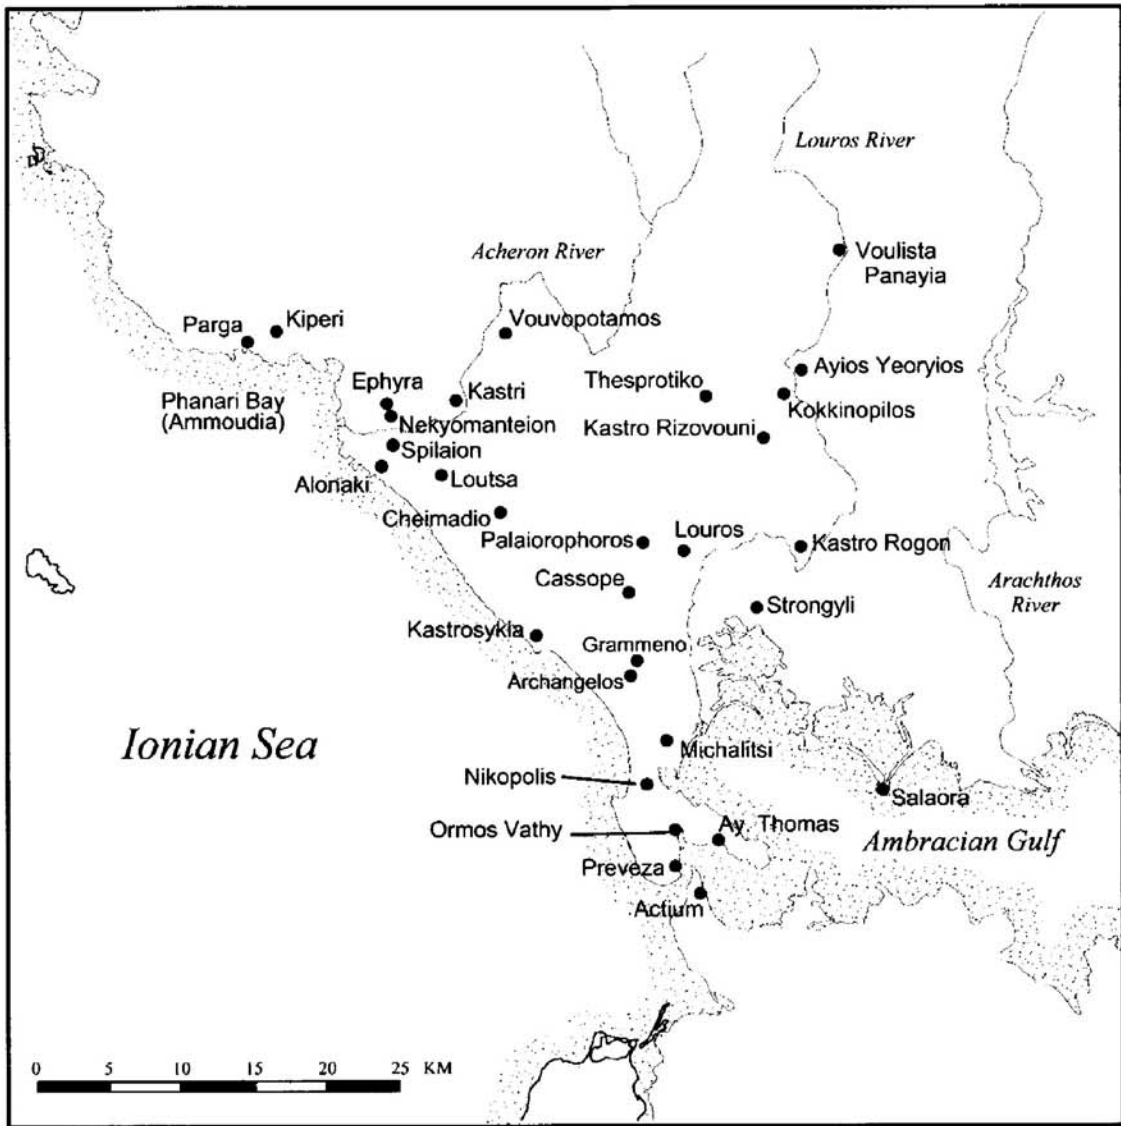 Louros River
Acheron River
Voulista
Panayia
Parga
Kiperi
Vouvopotamos
Ayios Yeoryios
Ephyra
Kastri
Thesprotiko
Phanari Bay
(Ammoudia)
Nekyomanteion
Kokkinopilos
Kastro Rizovouni
Spilaion
Alonaki
Loutsa
Cheimadio
Palaiorophoros
Louros
Kastro Rogon
Cassope
Arachthos
River
Strongyli
Kastrosykia
Grammeno
Archangelos
Ionian Sea
Michalitsi
Nikopolis
Salaora
Ormos Vathy
Ay. Thomas
Ambracian Gulf
Preveza
Actium
0 5 10 15 20 25 KM